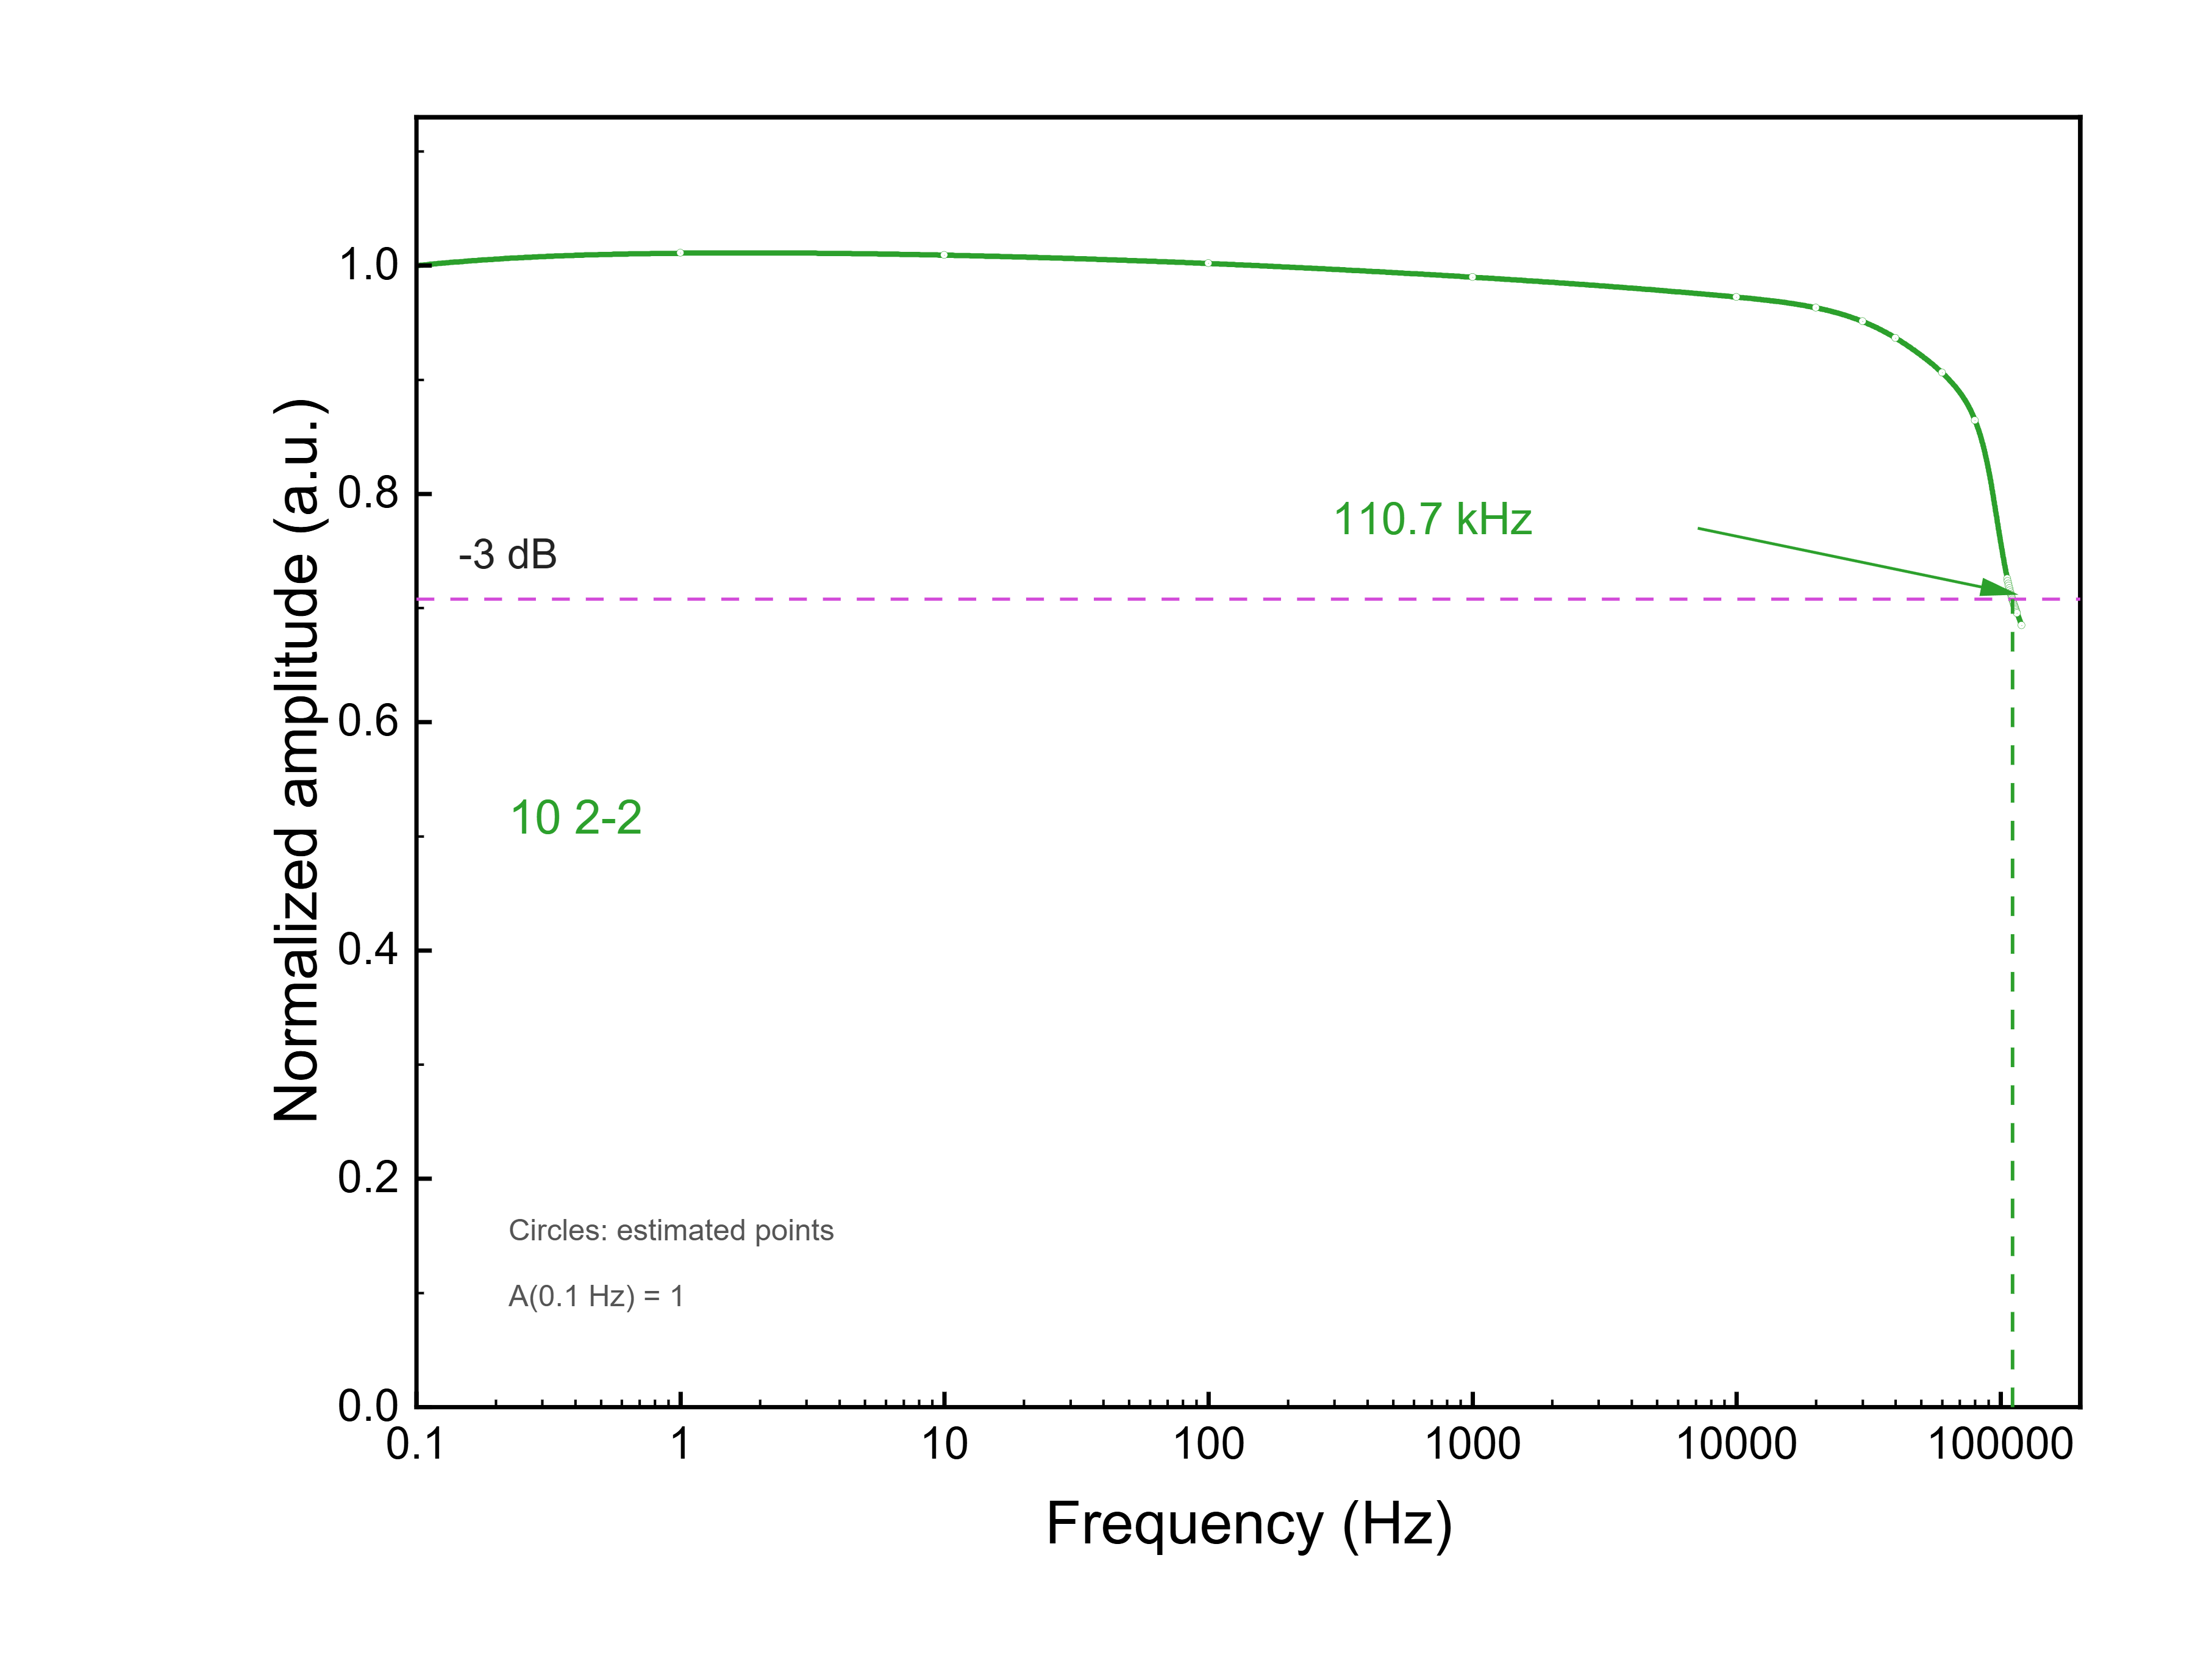 1.0
0.8
-3 dB
110.7 kHz
0.6
10 2-2
0.4
0.2
Circles: estimated points
A(0.1 Hz) = 1
0.0
0.1 1 10 100 1000 10000 100000
Frequency (Hz)
Normalized amplitude (a.u.)